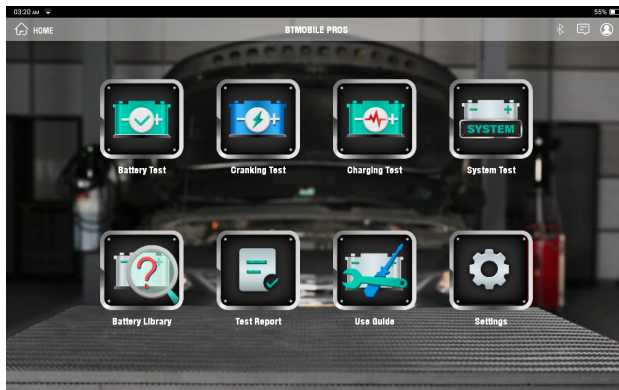 03:20 AM
55%
HOME
BTMOBILE PROS
SYSTEM
Battery Test
Cranking Test
Charging Test
System Test
Battery Library
Test Report
Use Guide
Settings